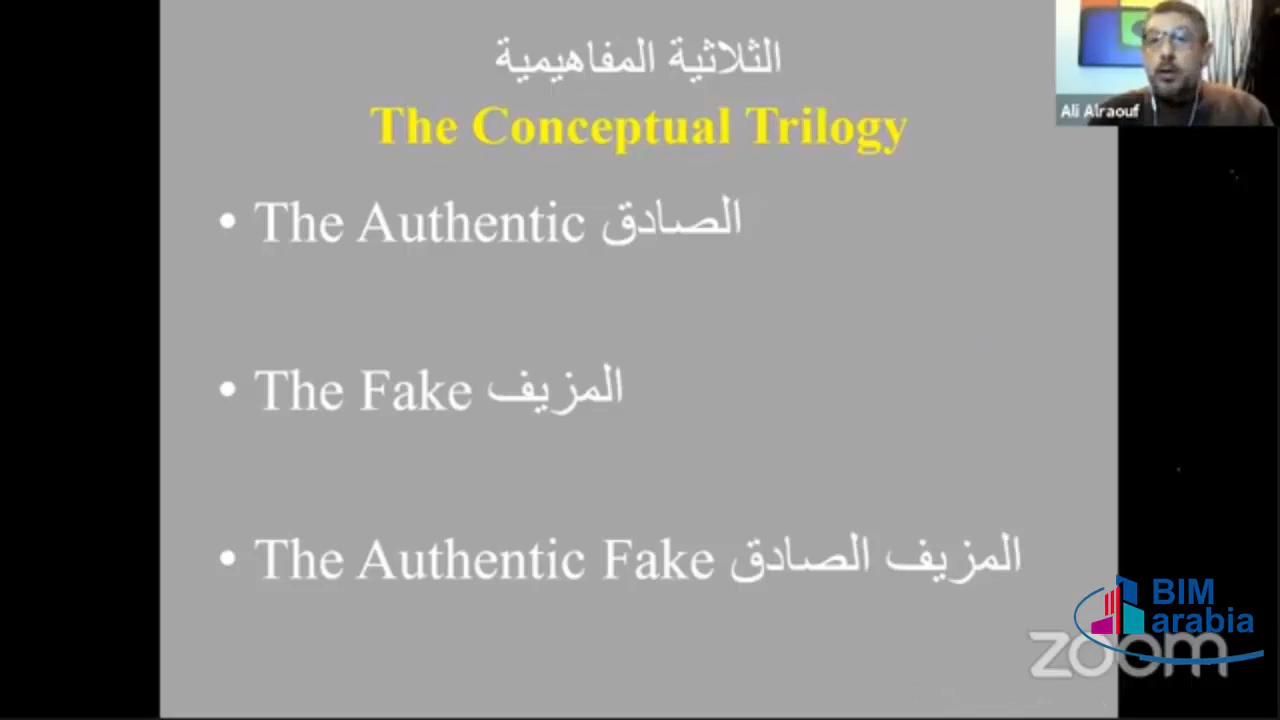 الثلاثية المفاهيمية
The Conceptual Trilogy
• The Authentic الصادق
• The Fake المزيف
• The Authentic Fake المزيف الصادق
Ali Alraouf
BIM
arabia
zoom